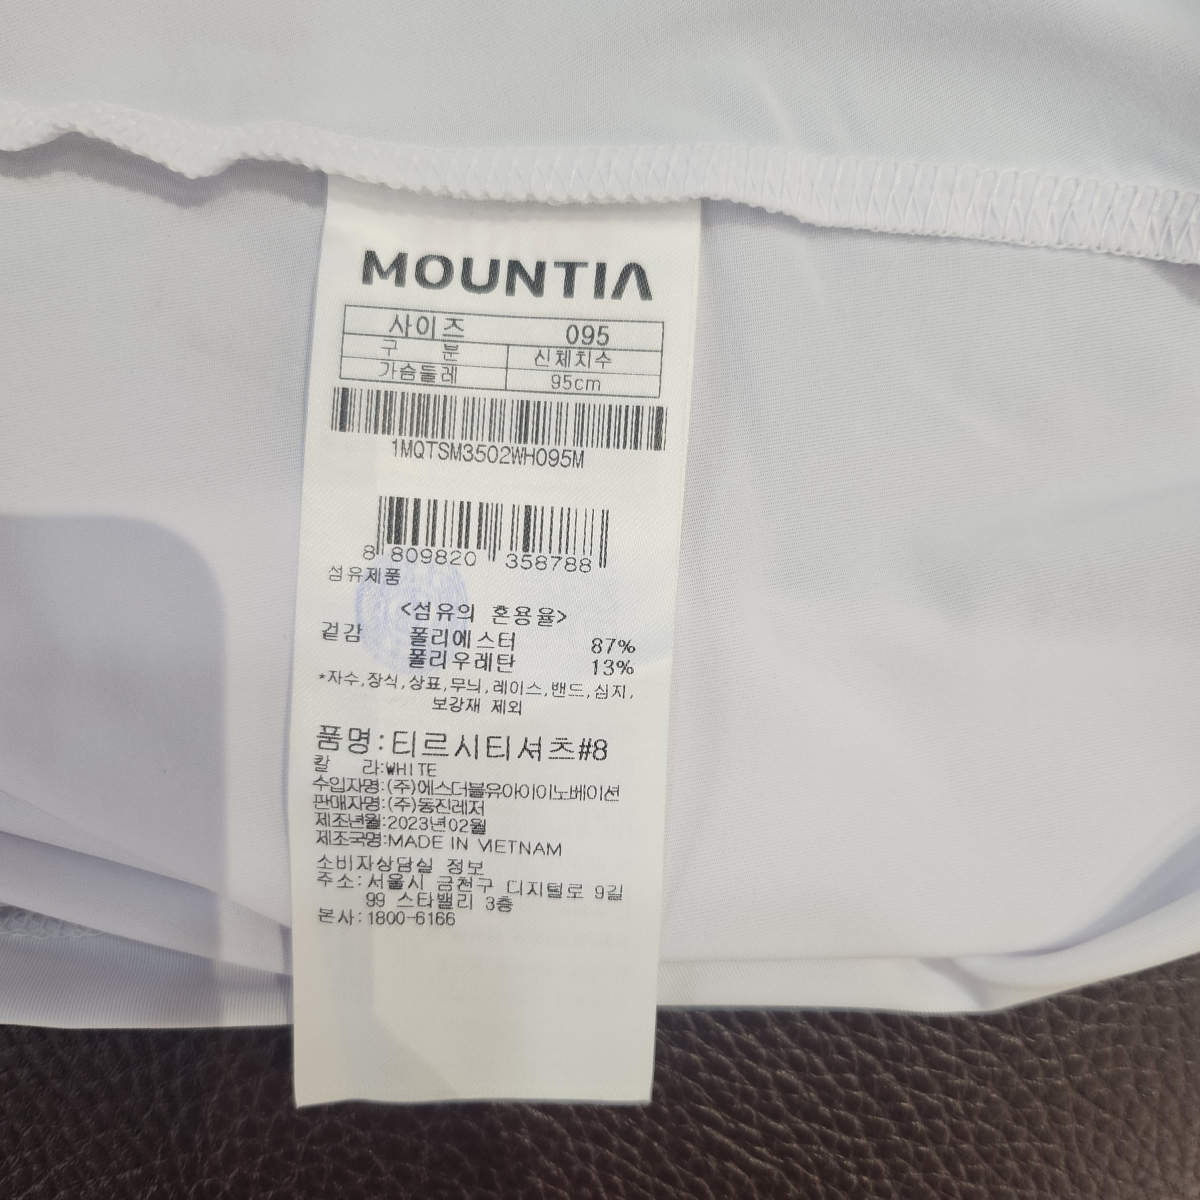 MOUNTIA
사이즈 095
구 분 신체치수
가슴둘레 95cm
1MQTSM3502WH095M
8 809820 358788
섬유제품
<섬유의 혼용율>
겉감 폴리에스터 87%
폴리우레탄 13%
*자수,장식,상표,무늬,레이스,밴드,심지,
보강재 제외
품명:티르시티셔츠#8
칼 라:WHITE
수입자명:(주)에스더블유아이이노베이션
판매자명:(주)동진레저
제조년월:2023년02월
제조국명:MADE IN VIETNAM
소비자상담실 정보
주소:서울시 금천구 디지털로 9길
99 스타밸리 3층
본사:1800-6166